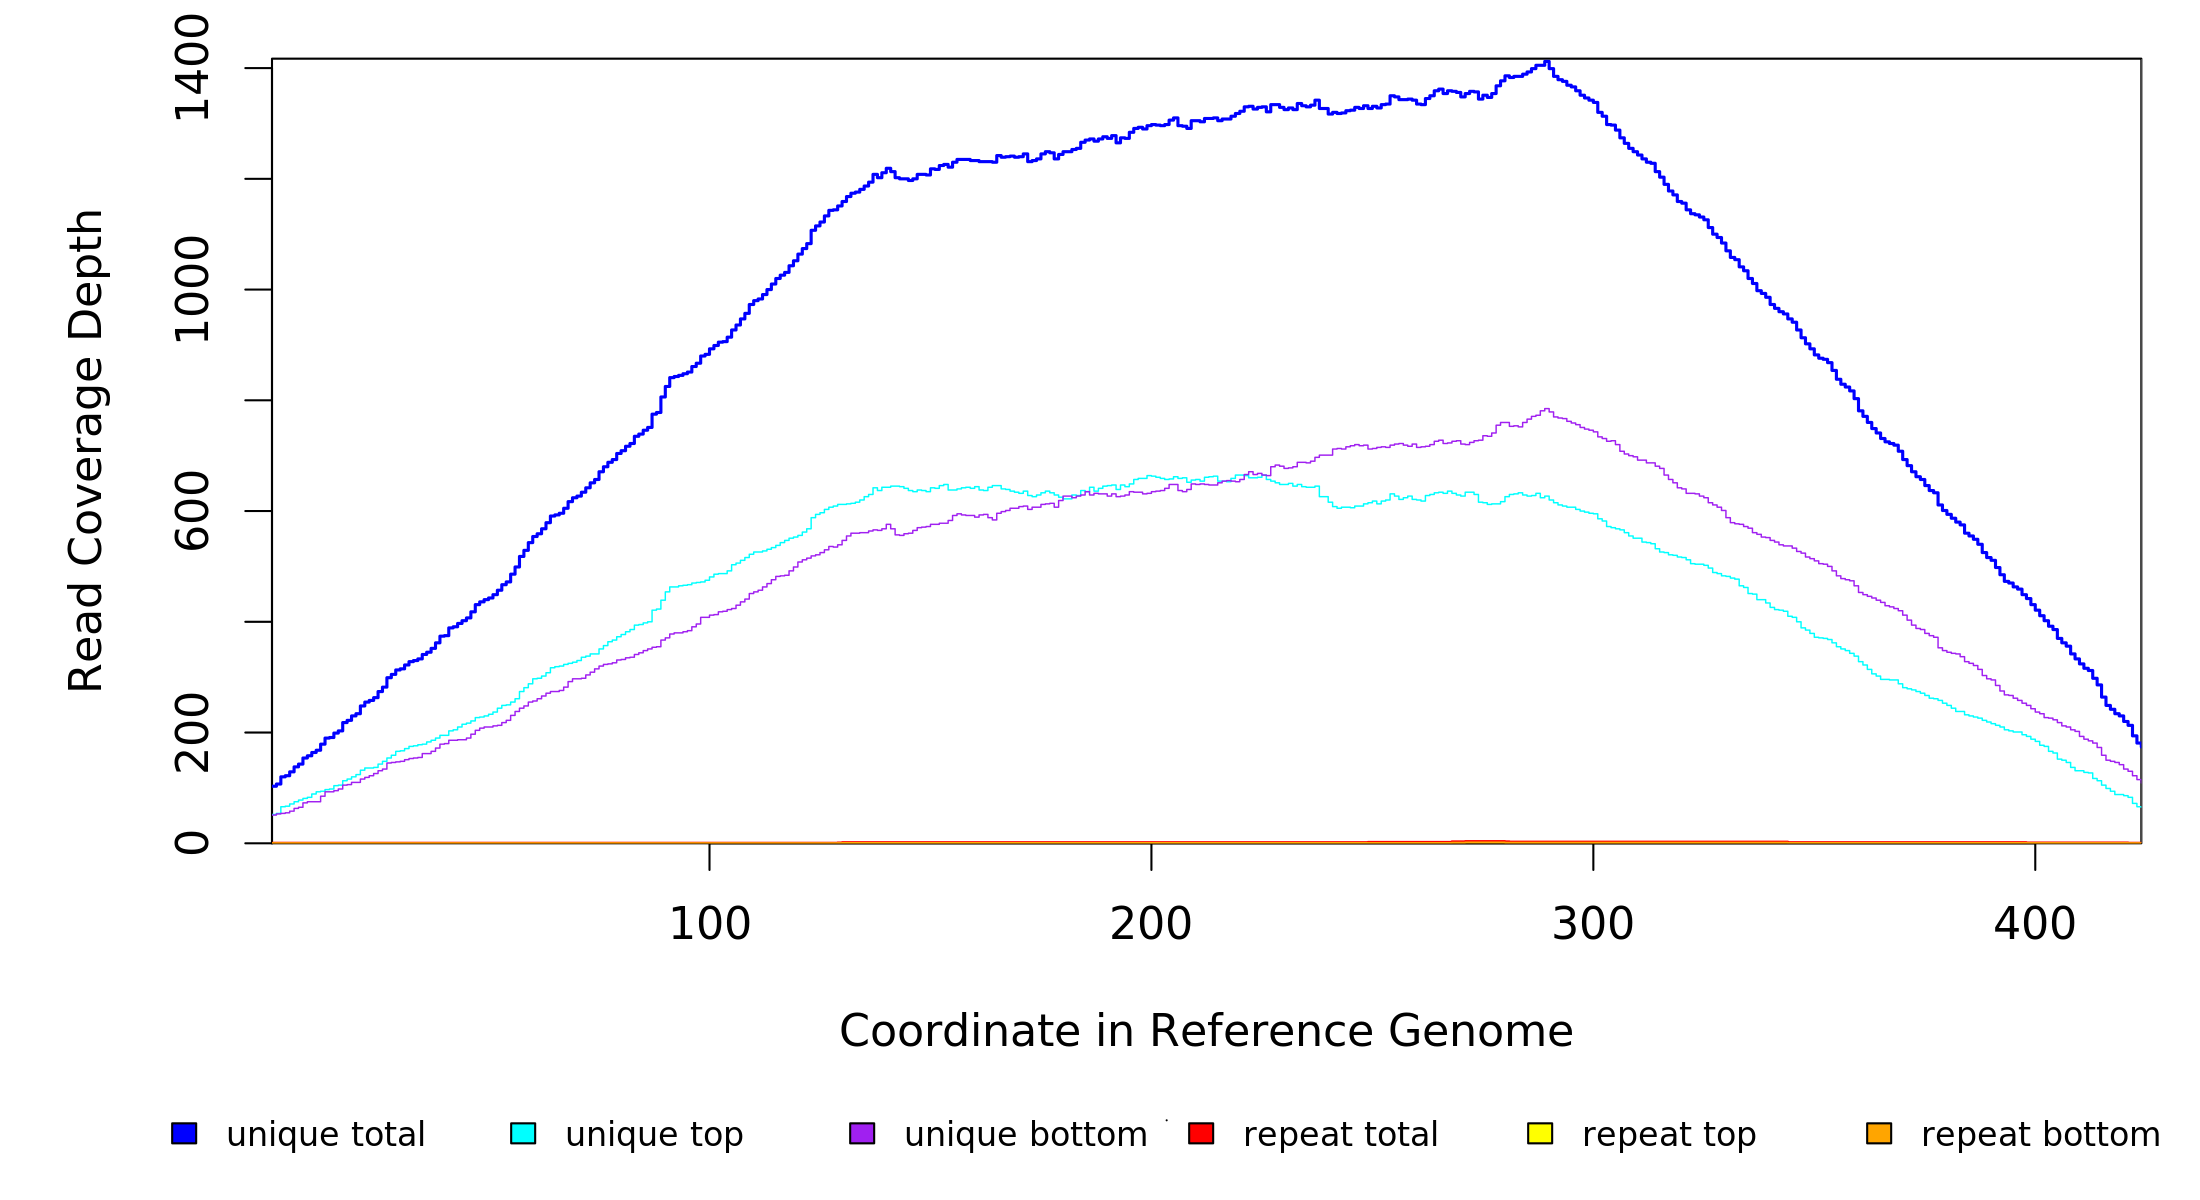 1400
1000
600
200
0
Read Coverage Depth
100 200 300 400
Coordinate in Reference Genome
unique total unique top unique bottom repeat total repeat top repeat bottom